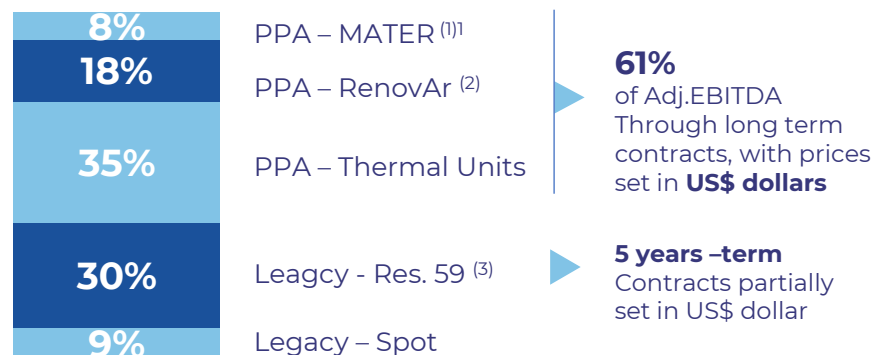 8%
PPA – MATER (1)1
18%
PPA – RenovAr (2)
35%
PPA – Thermal Units
61%
of Adj.EBITDA
Through long term
contracts, with prices
set in US$ dollars
30%
Leagcy - Res. 59 (3)
5 years –term
Contracts partially
set in US$ dollar
9%
Legacy – Spot